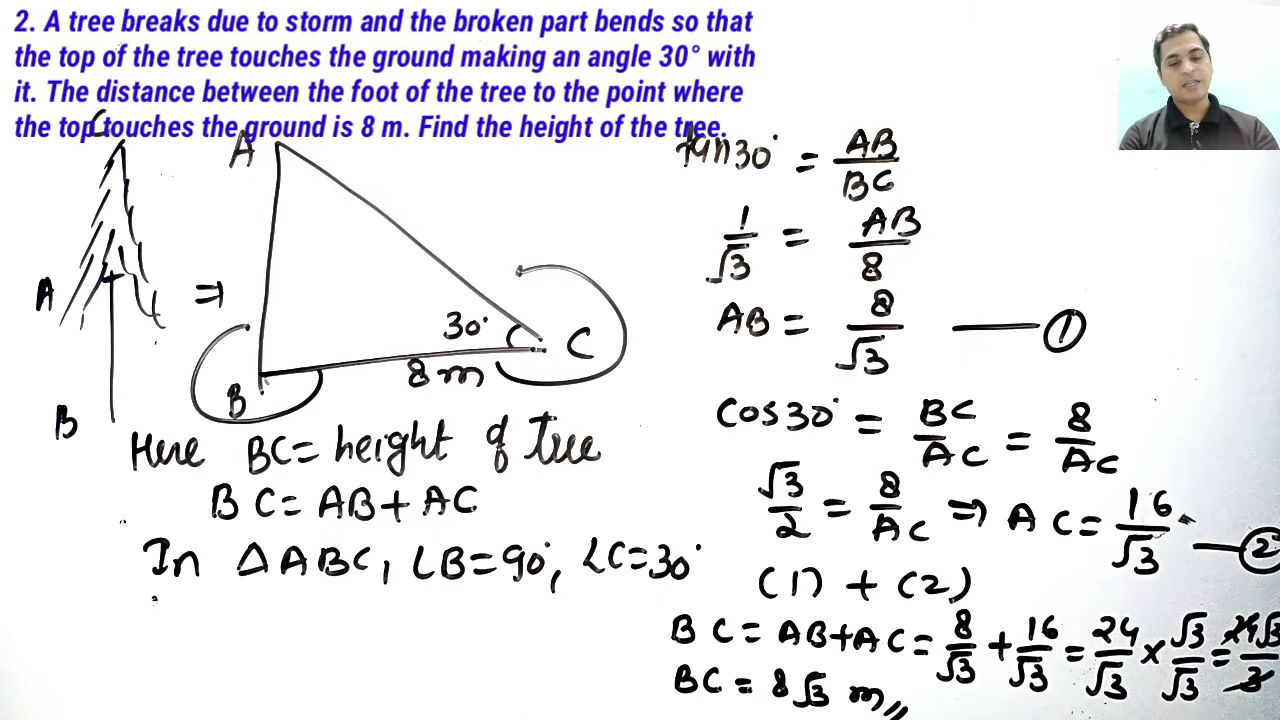 2. A tree breaks due to storm and the broken part bends so that
the top of the tree touches the ground making an angle 30° with
it. The distance between the foot of the tree to the point where
the top touches the ground is 8 m. Find the height of the tree.
C
A
B
⇒
A
B
C
30°
8 m
Here BC = height of tree
BC = AB + AC
In △ABC, ∠B = 90°, ∠C = 30°
tan 30° = AB/BC
1/√3 = AB/8
AB = 8/√3 — ①
cos 30° = BC/AC = 8/AC
√3/2 = 8/AC ⇒ AC = 16/√3 — ②
(1) + (2)
BC = AB + AC = 8/√3 + 16/√3 = 24/√3 × √3/√3 = 24√3/3
BC = 8√3 m